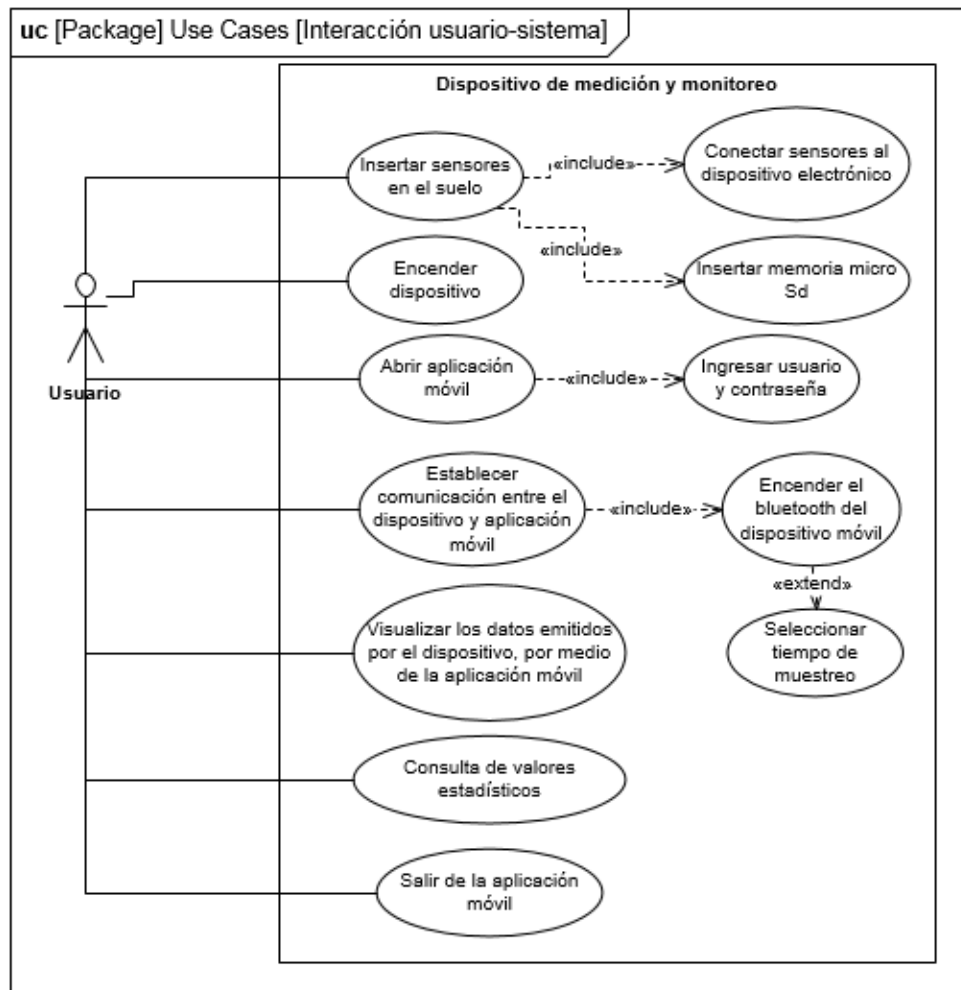 uc [Package] Use Cases [Interacción usuario-sistema]
Dispositivo de medición y monitoreo
Insertar sensores
en el suelo
«include»
Conectar sensores al
dispositivo electrónico
«include»
Insertar memoria micro
Sd
Encender
dispositivo
Usuario
Abrir aplicación
móvil
«include»
Ingresar usuario
y contraseña
Establecer
comunicación entre el
dispositivo y aplicación
móvil
«include»
Encender el
bluetooth del
dispositivo móvil
«extend»
Seleccionar
tiempo de
muestreo
Visualizar los datos emitidos
por el dispositivo, por medio
de la aplicación móvil
Consulta de valores
estadísticos
Salir de la aplicación
móvil